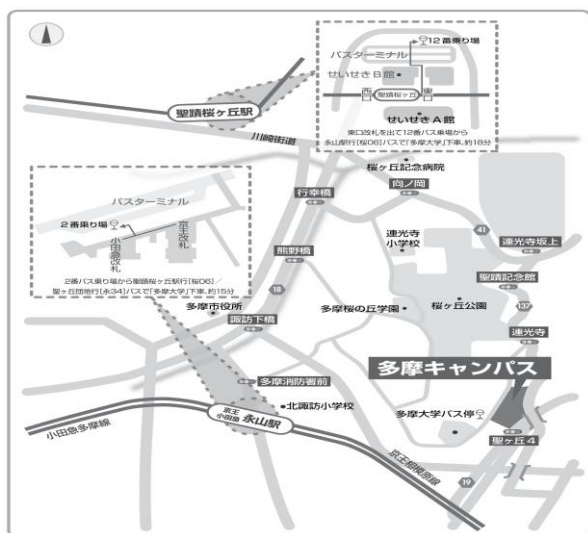 12番乗り場
バスターミナル
せいせきB館
西口
聖蹟桜ヶ丘
東口
せいせきA館
東口改札を出て12番バス乗場から
永山駅行[桜06]バスで「多摩大学」下車、約18分
聖蹟桜ヶ丘駅
川崎街道
桜ヶ丘記念病院
向ノ岡
行幸橋
バスターミナル
2番乗り場
京王改札
小田急改札
2番バス乗り場から聖蹟桜ヶ丘駅行[桜06]/
聖ヶ丘団地行[永34]バスで「多摩大学」下車、約15分
連光寺
小学校
41
連光寺坂上
熊野橋
聖蹟記念館
18
桜ヶ丘公園
137
多摩市役所
多摩桜の丘学園
諏訪下橋
連光寺
多摩キャンパス
多摩消防署前
北諏訪小学校
多摩大学バス停
京王
小田急
永山駅
聖ヶ丘4
小田急多摩線
京王相模原線
19